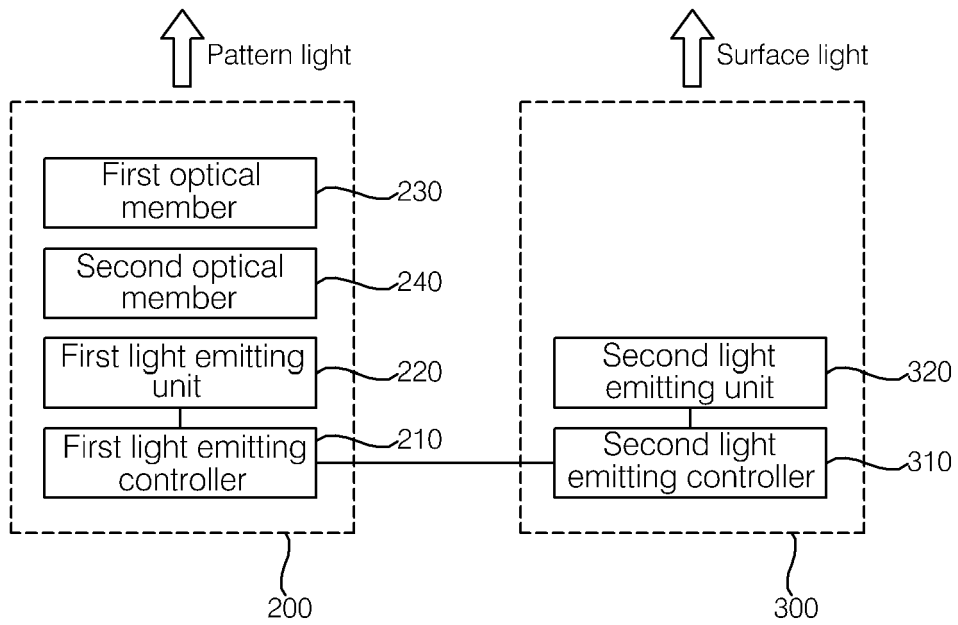 Pattern light
First optical
member
230
Second optical
member
240
First light emitting
unit
220
First light emitting
controller
210
200
Surface light
Second light
emitting unit
320
Second light
emitting controller
310
300